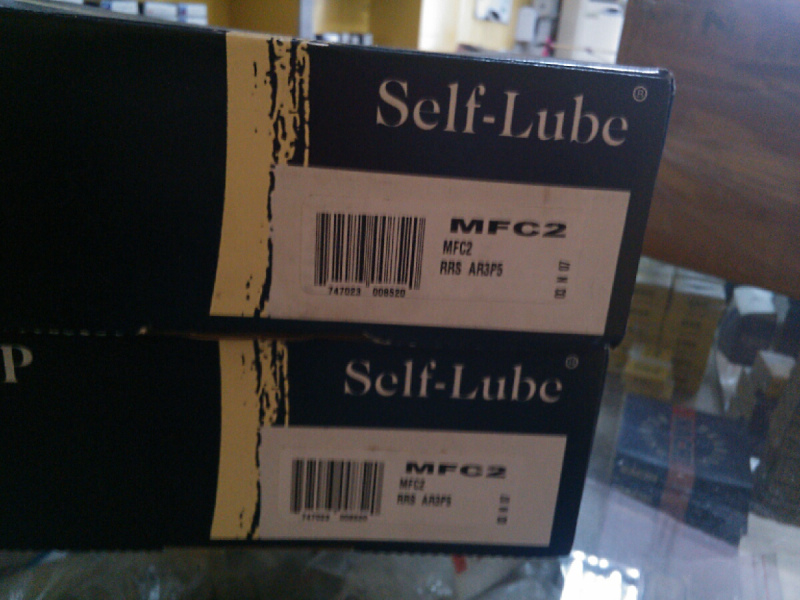 Self-Lube®
MFC2
MFC2
RRS AR3P5
747023 008520
P
Self-Lube®
MFC2
MFC2
RRS AR3P5